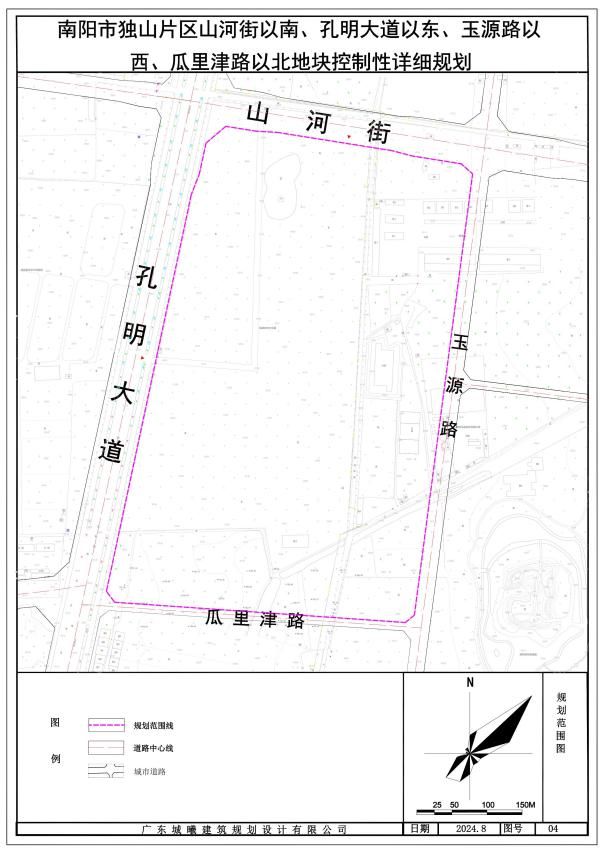 南阳市独山片区山河街以南、孔明大道以东、玉源路以
西、瓜里津路以北地块控制性详细规划
山河街
孔明大道
玉源路
瓜里津路
图例
规划范围线
道路中心线
城市道路
N
25 50 100 150M
规划范围图
广东城曦建筑规划设计有限公司
日期 2024.8 图号 04